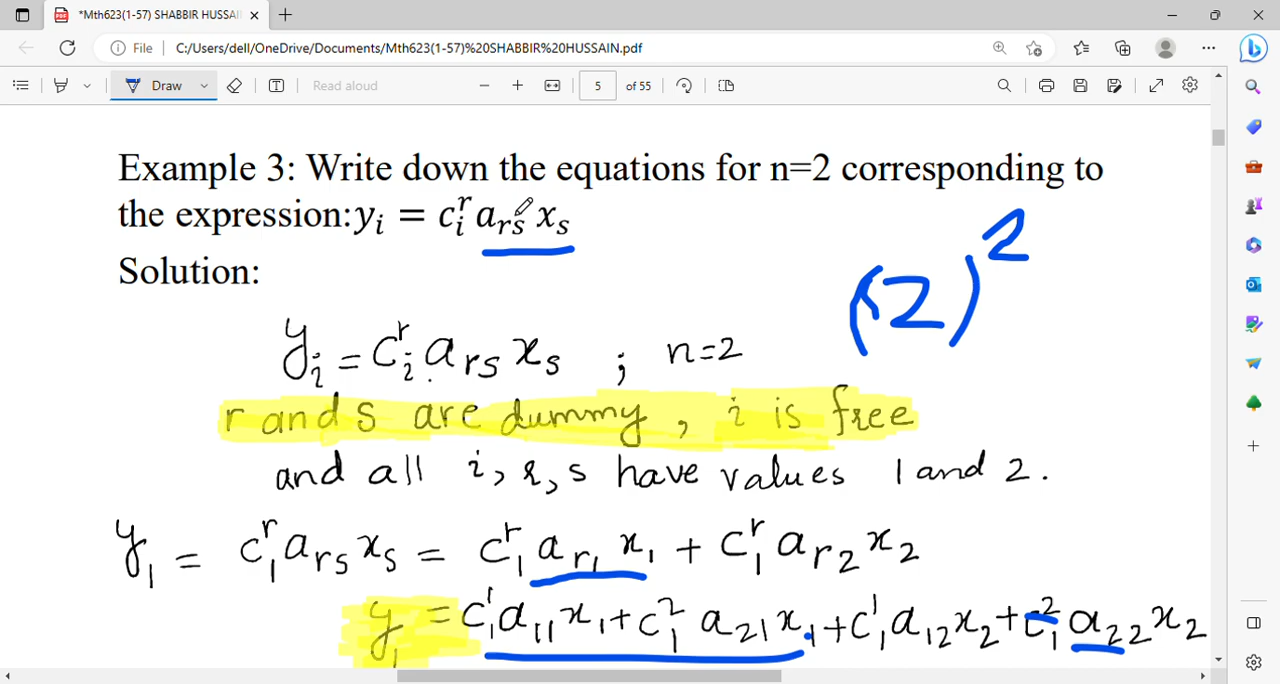 *Mth623(1-57) SHABBIR HUSSAI
File C:/Users/dell/OneDrive/Documents/Mth623(1-57)%20SHABBIR%20HUSSAIN.pdf
Draw Read aloud 5 of 55
Example 3: Write down the equations for n=2 corresponding to
the expression: yᵢ = cᵢʳ aᵣₛ xₛ
(2)²
Solution:
yᵢ = cᵢʳ aᵣₛ xₛ ; n=2
r and s are dummy, i is free
and all i, r, s have values 1 and 2.
y₁ = c₁ʳ aᵣₛ xₛ = c₁ʳ aᵣ₁ x₁ + c₁ʳ aᵣ₂ x₂
y₁ = c₁¹ a₁₁ x₁ + c₁² a₂₁ x₁ + c₁¹ a₁₂ x₂ + c₁² a₂₂ x₂